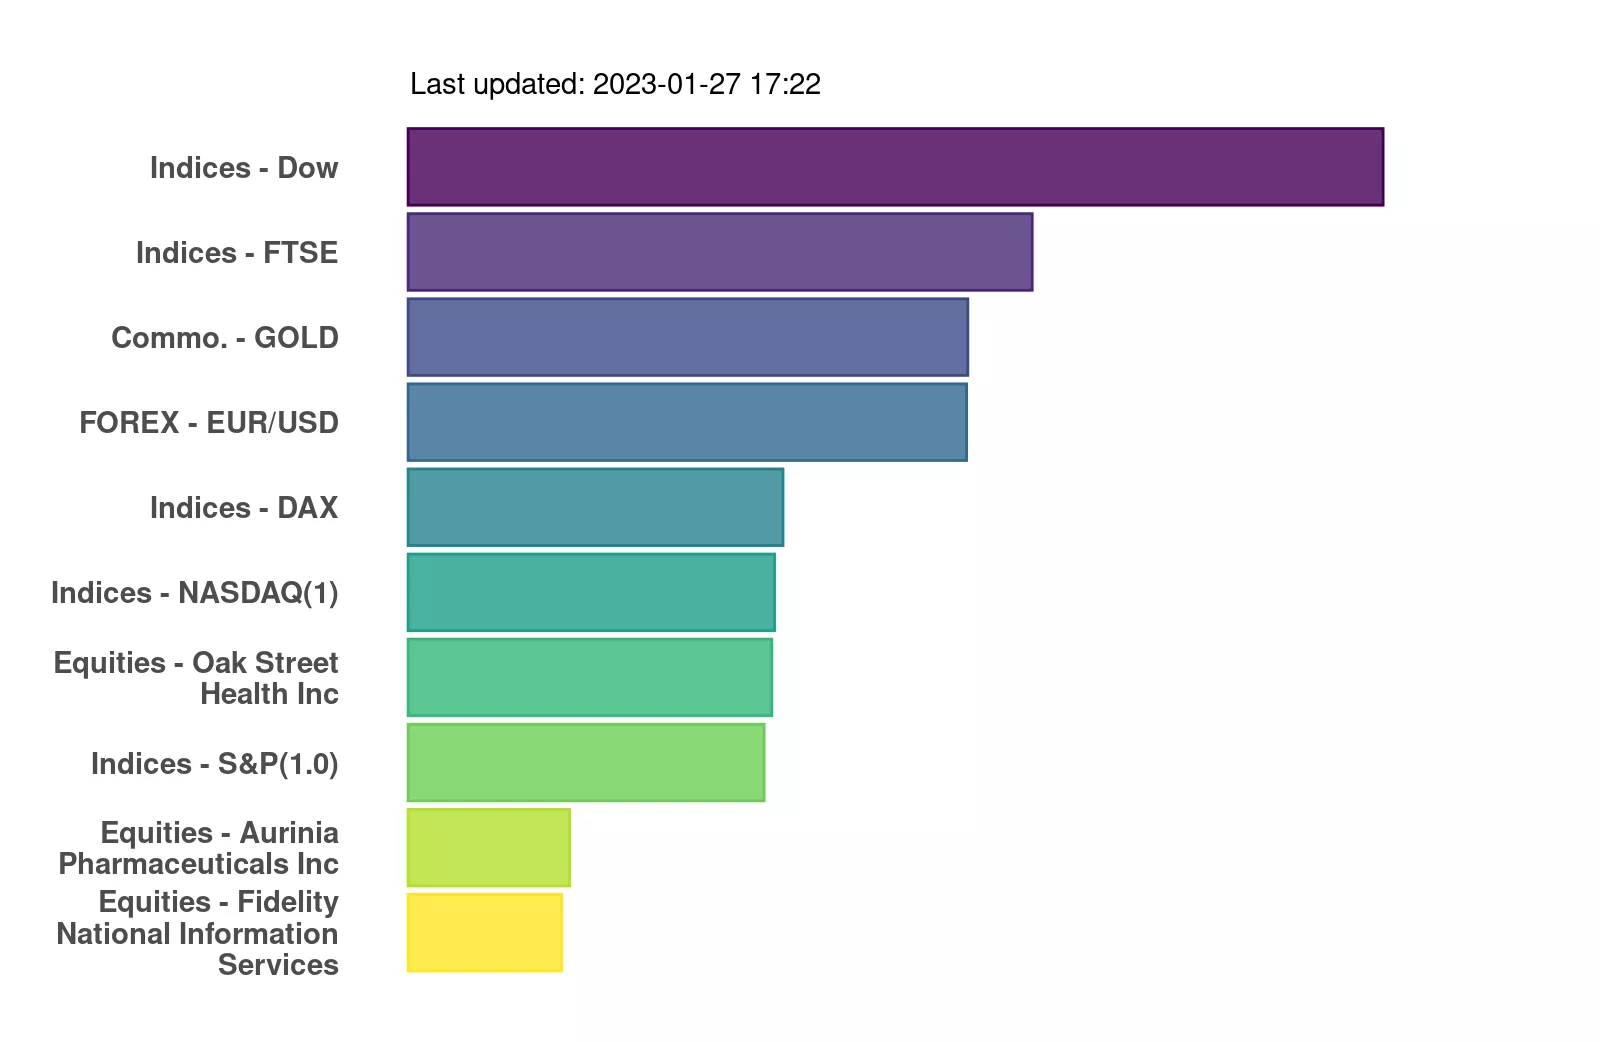 Last updated: 2023-01-27 17:22
Indices - Dow
Indices - FTSE
Commo. - GOLD
FOREX - EUR/USD
Indices - DAX
Indices - NASDAQ(1)
Equities - Oak Street
Health Inc
Indices - S&P(1.0)
Equities - Aurinia
Pharmaceuticals Inc
Equities - Fidelity
National Information
Services